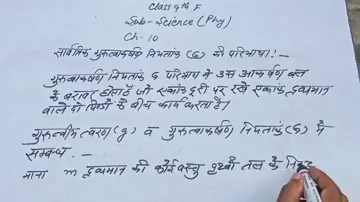 Class 9th F
Sub- Science (Phy)
Ch- 10
सार्वत्रिक गुरुत्वाकर्षण नियतांक (G) की परिभाषा :-
गुरुत्वाकर्षण नियतांक G परिमाण में उस आकर्षण बल
के बराबर होता है जो एकांक दूरी पर रखे एकांक द्रव्यमान
वाले दो पिण्डों के बीच कार्य करता है।
गुरुत्वीय त्वरण (g) व गुरुत्वाकर्षण नियतांक (G) में
सम्बन्ध :-
माना m द्रव्यमान की कोई वस्तु पृथ्वी तल के